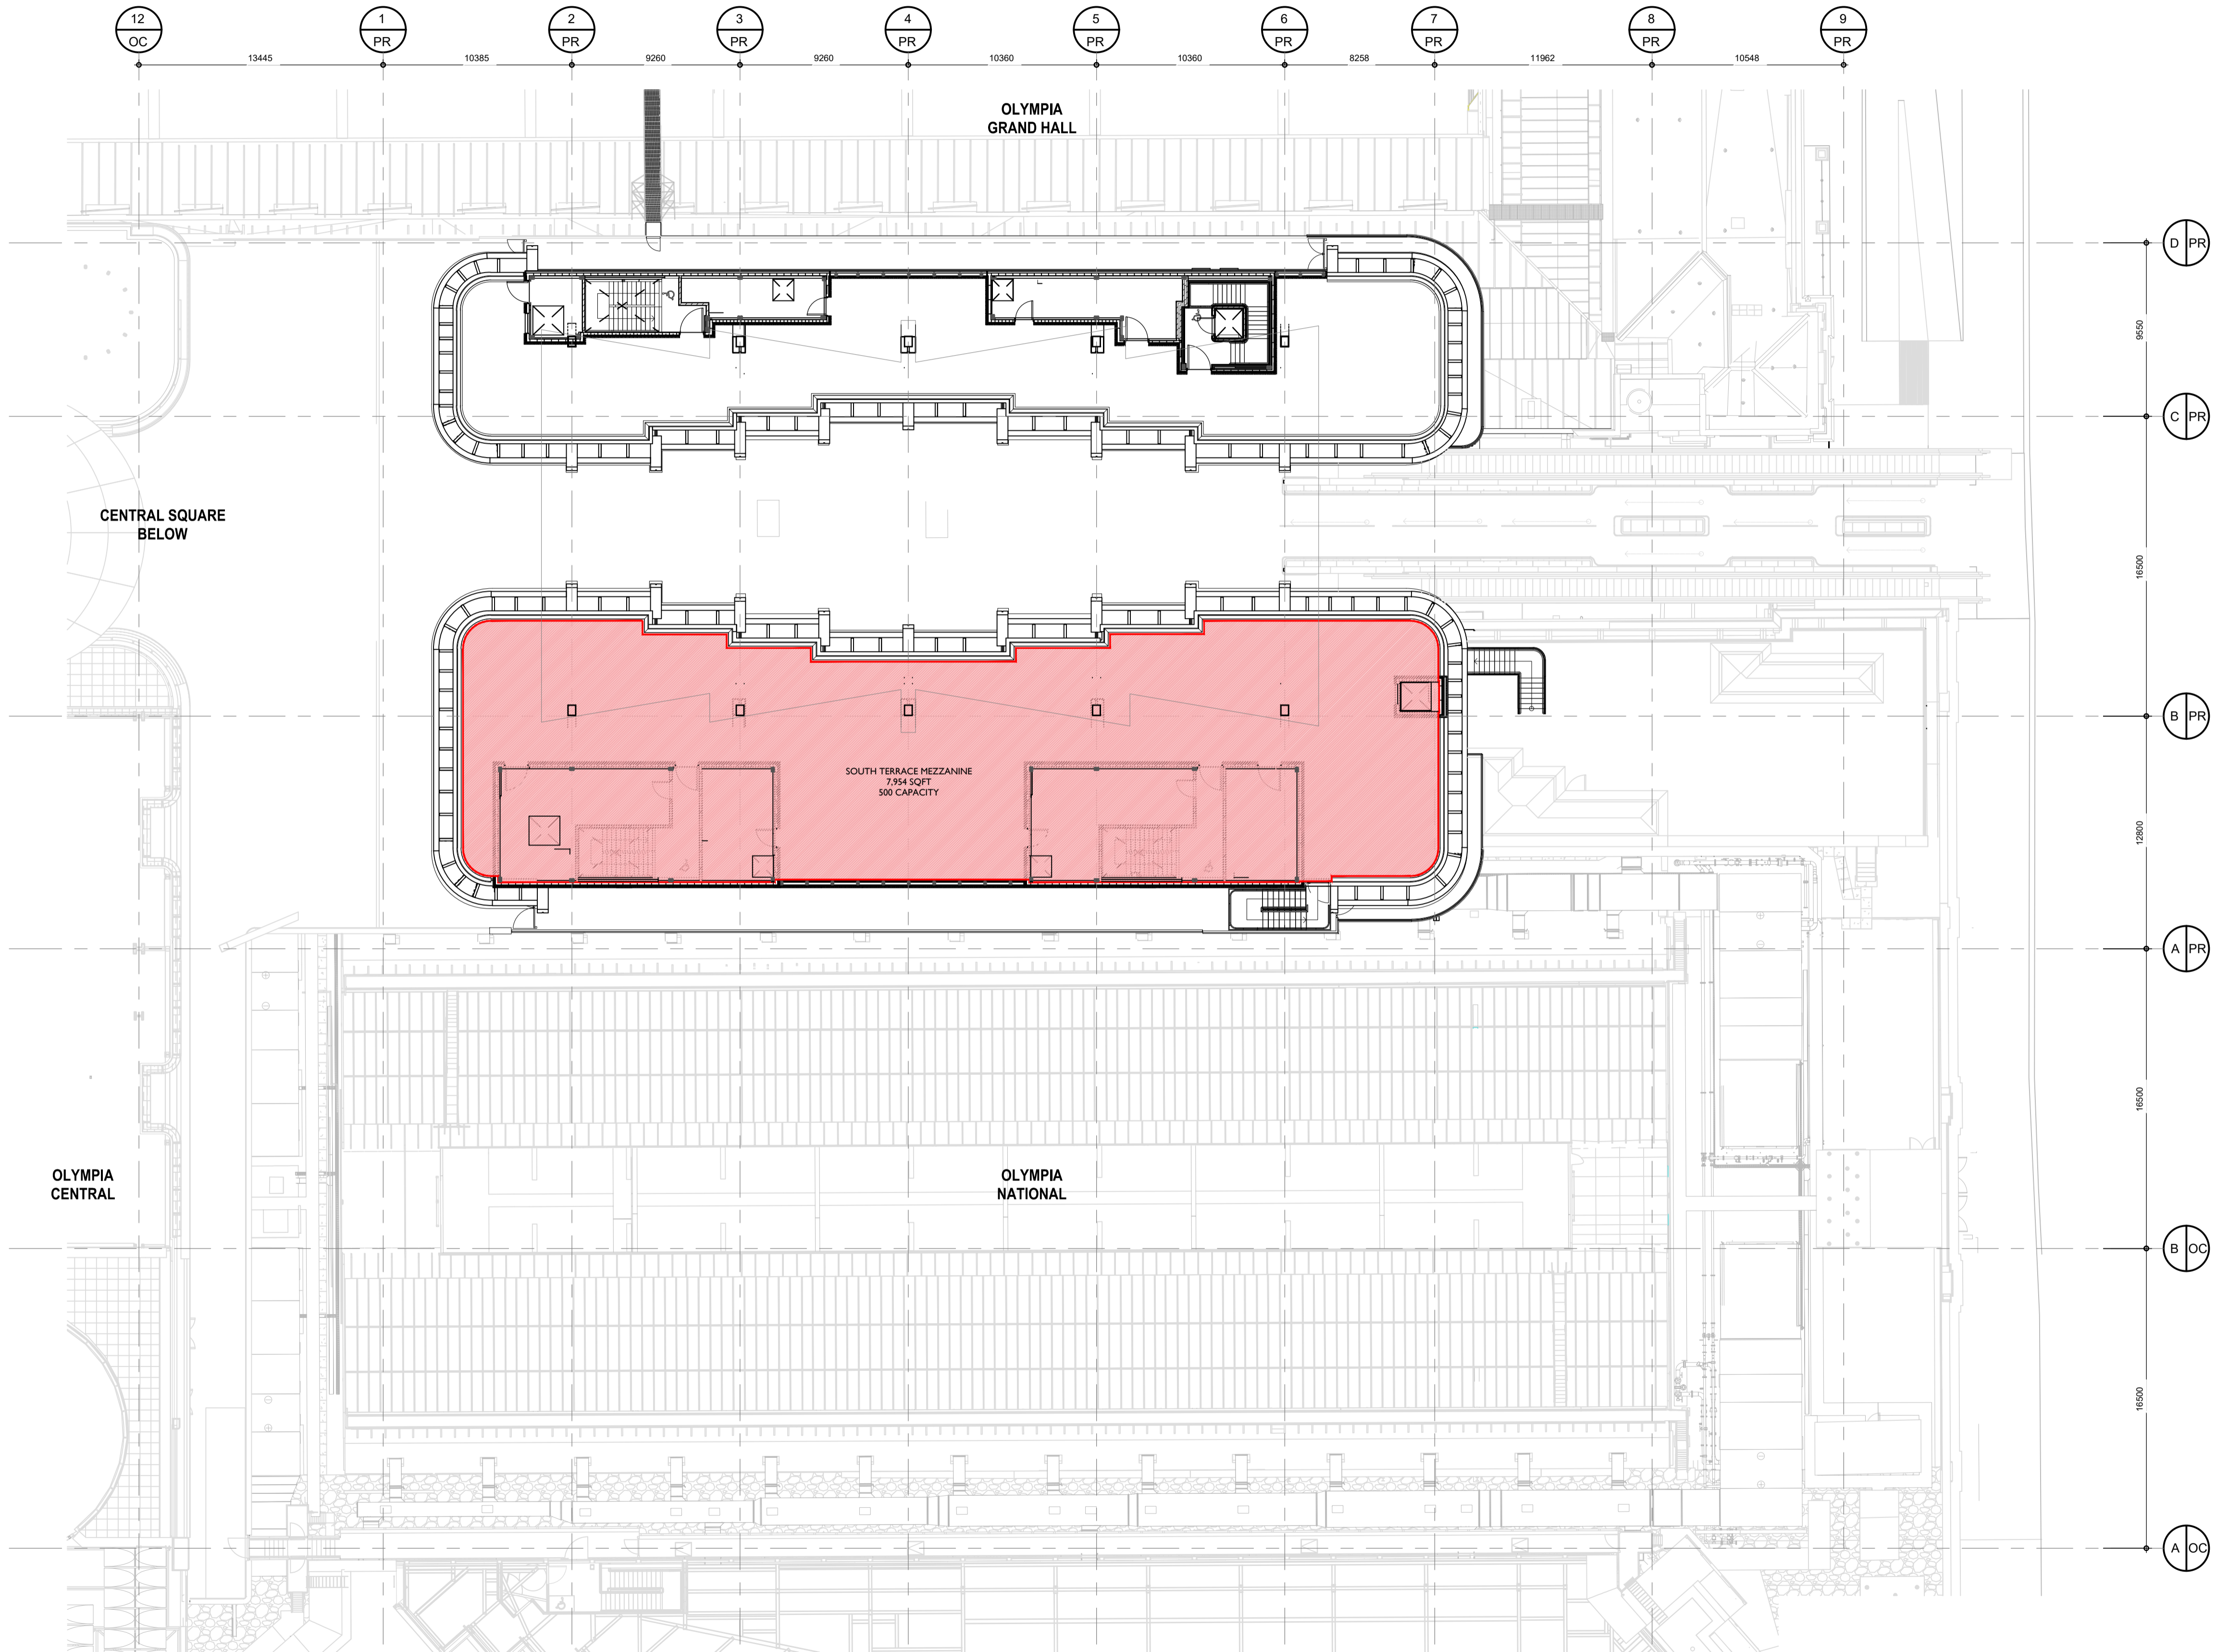 12
OC
1
PR
2
PR
3
PR
4
PR
5
PR
6
PR
7
PR
8
PR
9
PR
13445
10385
9260
9260
10360
10360
8258
11962
10548
OLYMPIA
GRAND HALL
D PR
9550
C PR
CENTRAL SQUARE
BELOW
16500
B PR
SOUTH TERRACE MEZZANINE
7,954 SQFT
500 CAPACITY
12800
A PR
16500
OLYMPIA
CENTRAL
OLYMPIA
NATIONAL
B OC
16500
A OC